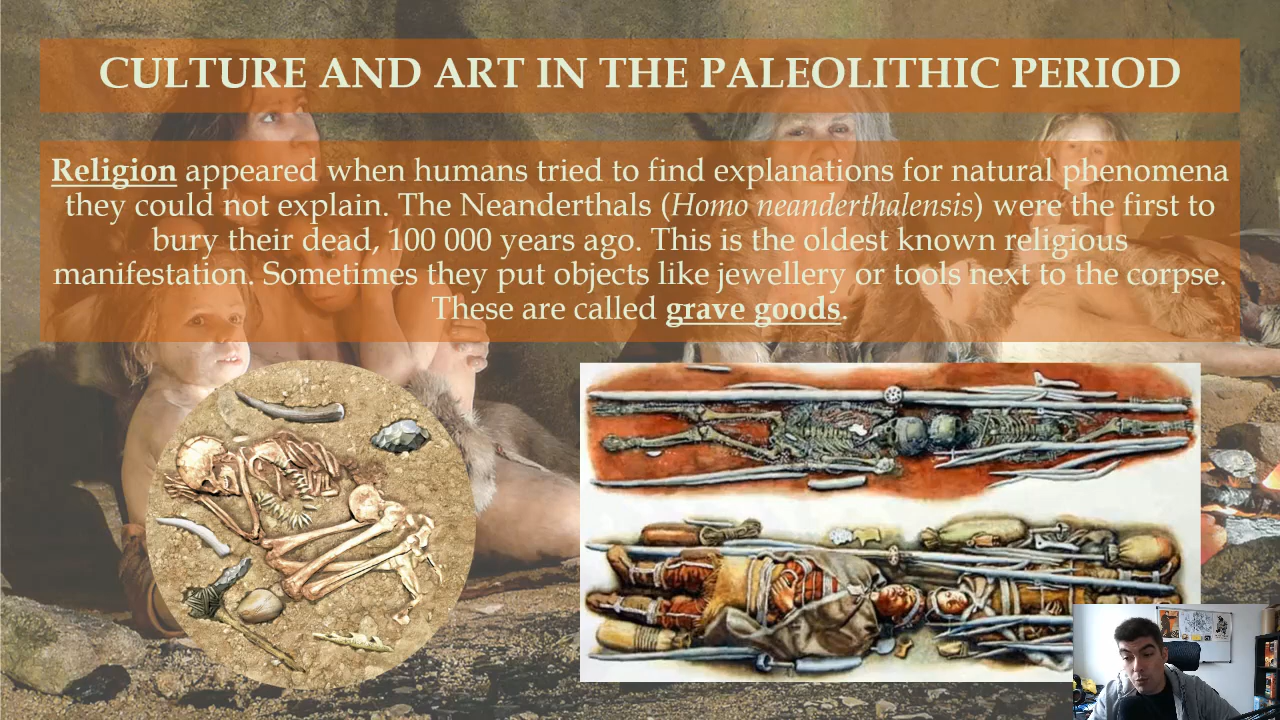 CULTURE AND ART IN THE PALEOLITHIC PERIOD
Religion appeared when humans tried to find explanations for natural phenomena
they could not explain. The Neanderthals (Homo neanderthalensis) were the first to
bury their dead, 100 000 years ago. This is the oldest known religious
manifestation. Sometimes they put objects like jewellery or tools next to the corpse.
These are called grave goods.